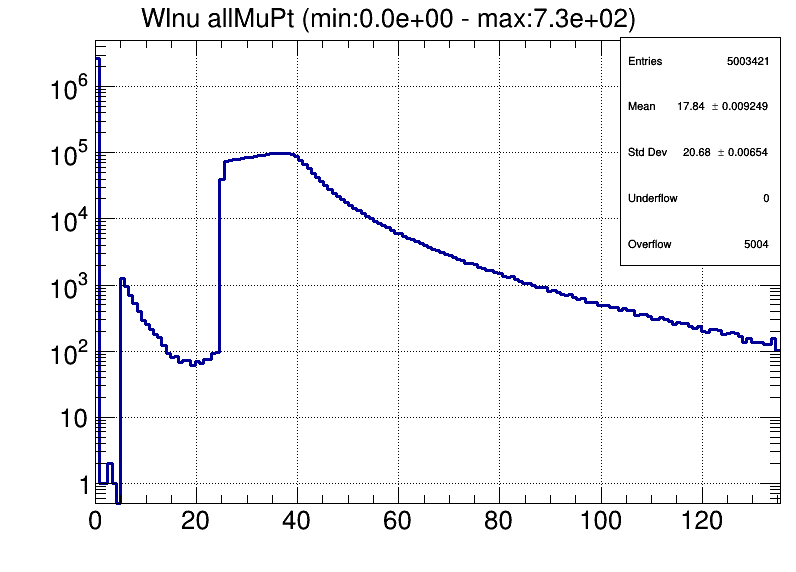 Wlnu allMuPt (min:0.0e+00 - max:7.3e+02)
Entries 5003421
Mean 17.84 ± 0.009249
Std Dev 20.68 ± 0.00654
Underflow 0
Overflow 5004
10^6
10^5
10^4
10^3
10^2
10
1
0 20 40 60 80 100 120